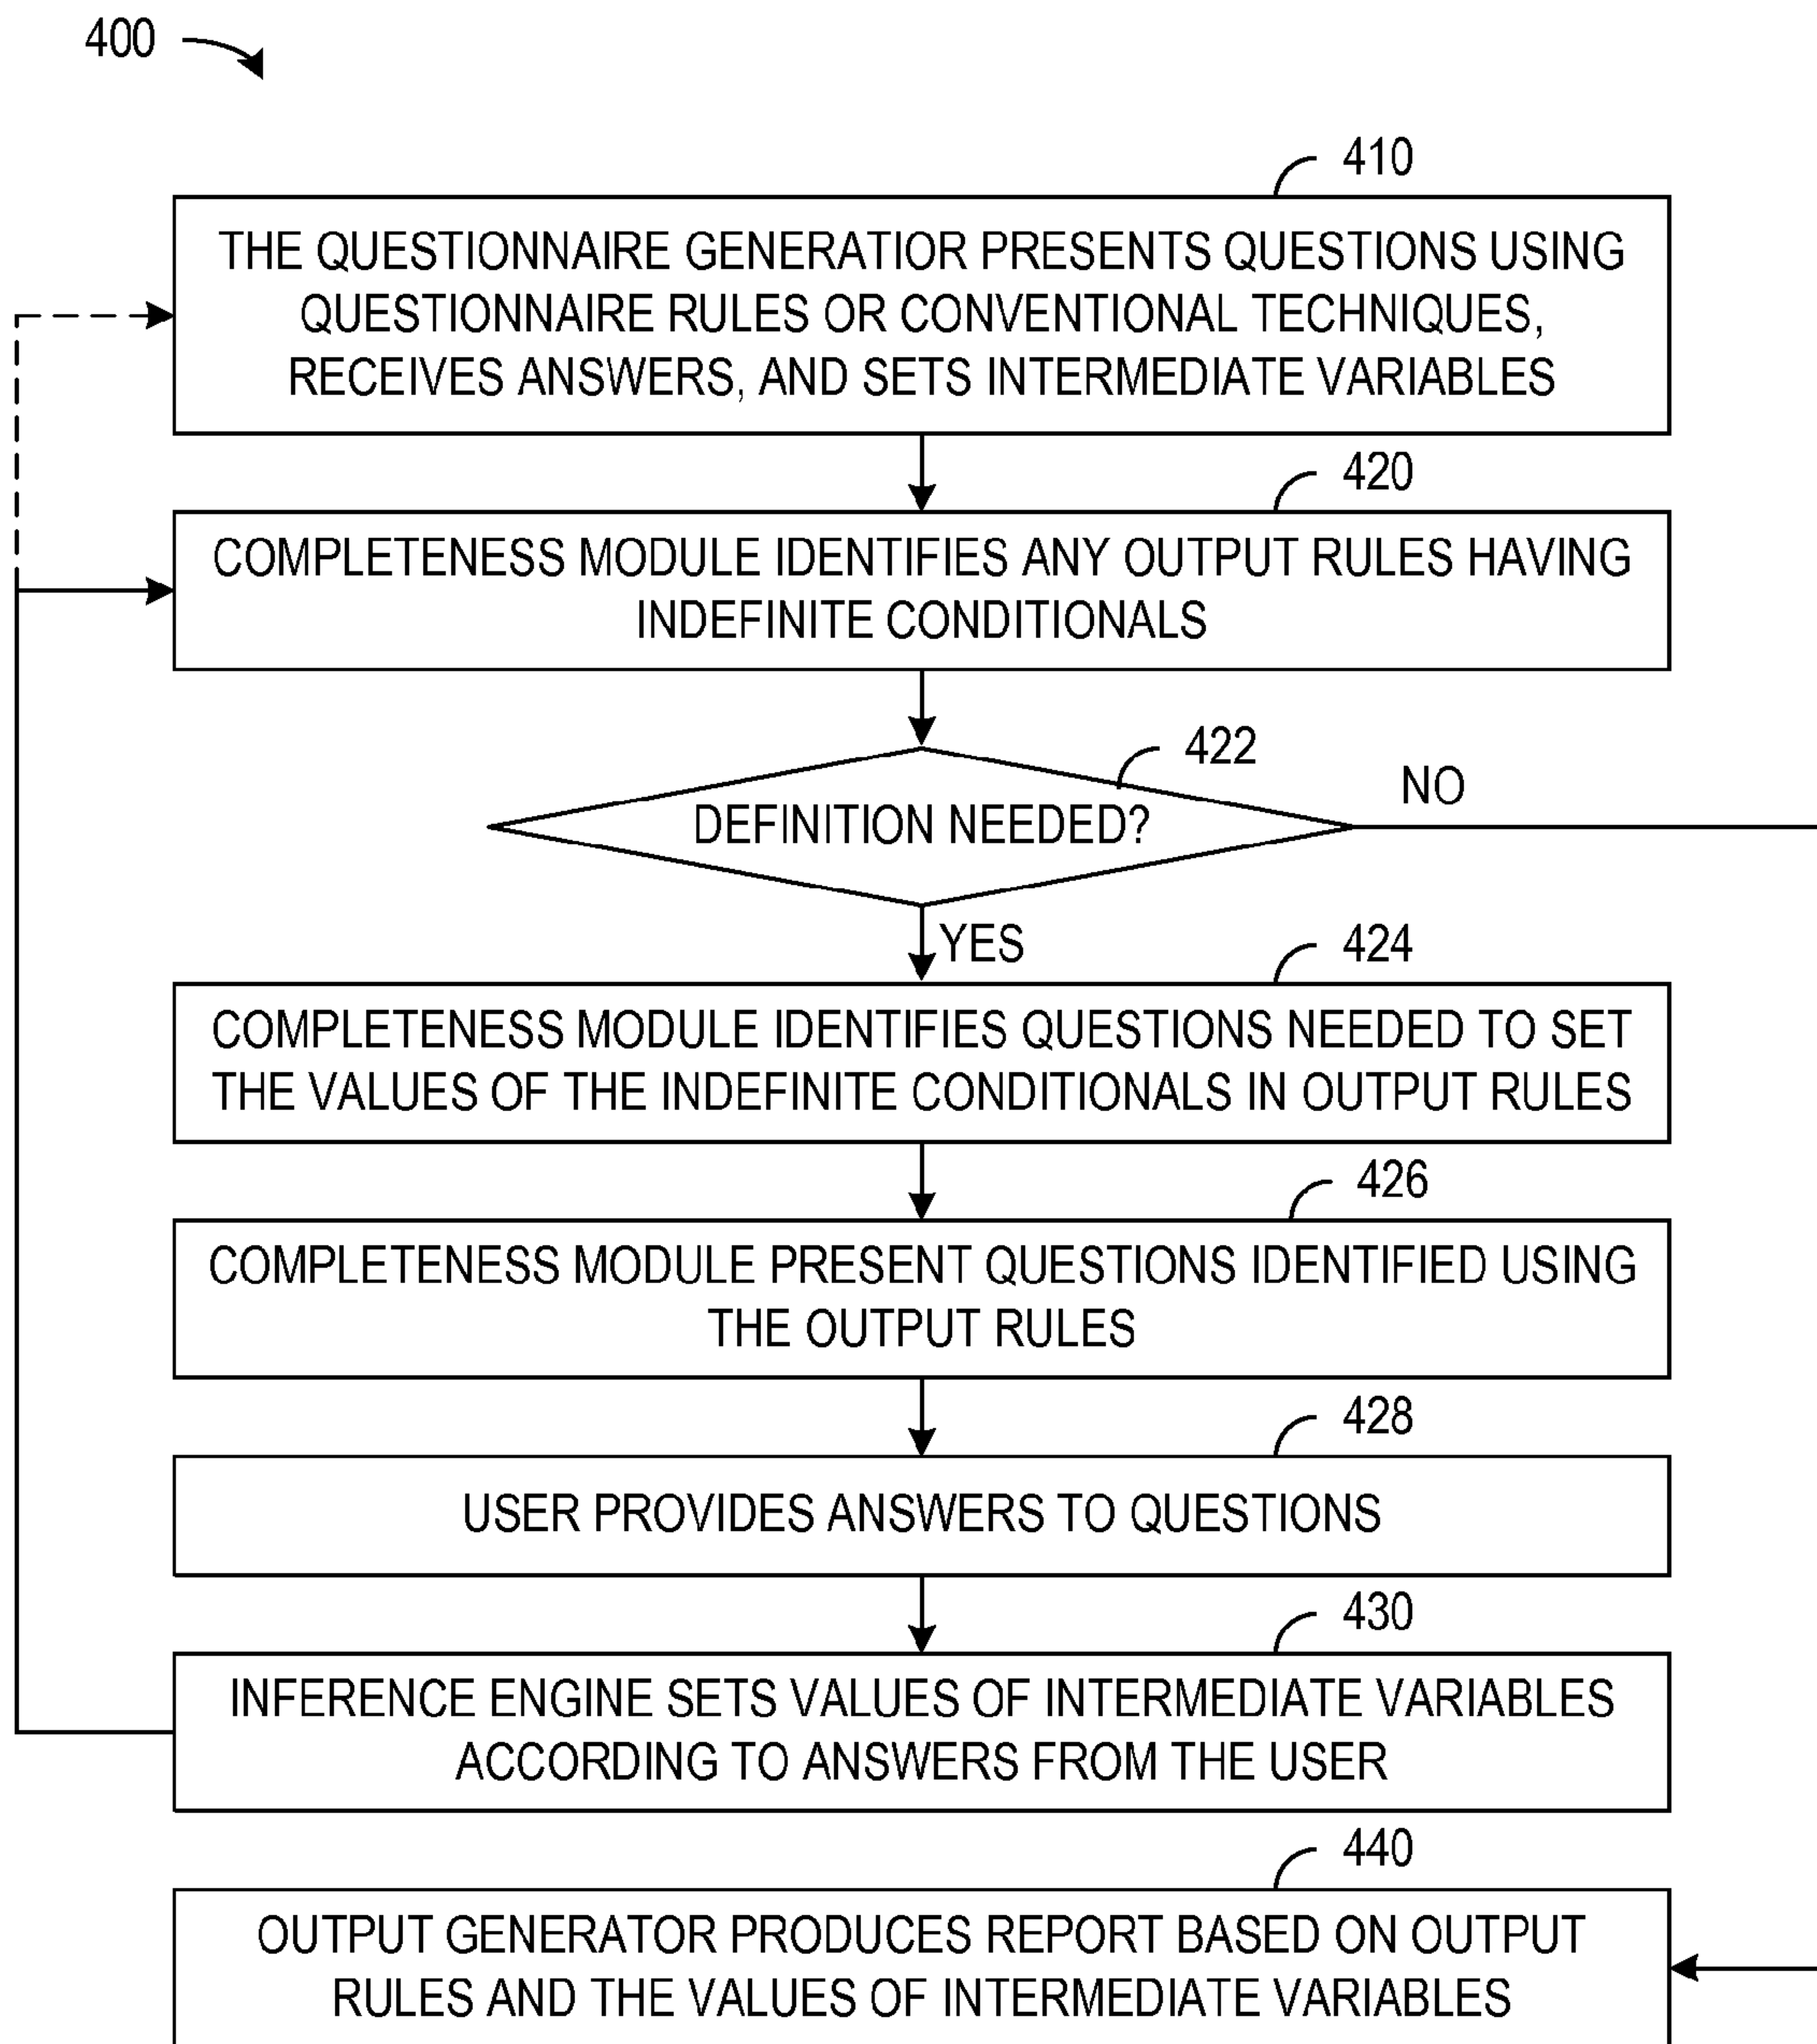 400
410
THE QUESTIONNAIRE GENERATIOR PRESENTS QUESTIONS USING
QUESTIONNAIRE RULES OR CONVENTIONAL TECHNIQUES,
RECEIVES ANSWERS, AND SETS INTERMEDIATE VARIABLES
420
COMPLETENESS MODULE IDENTIFIES ANY OUTPUT RULES HAVING
INDEFINITE CONDITIONALS
422
DEFINITION NEEDED?
NO
YES
424
COMPLETENESS MODULE IDENTIFIES QUESTIONS NEEDED TO SET
THE VALUES OF THE INDEFINITE CONDITIONALS IN OUTPUT RULES
426
COMPLETENESS MODULE PRESENT QUESTIONS IDENTIFIED USING
THE OUTPUT RULES
428
USER PROVIDES ANSWERS TO QUESTIONS
430
INFERENCE ENGINE SETS VALUES OF INTERMEDIATE VARIABLES
ACCORDING TO ANSWERS FROM THE USER
440
OUTPUT GENERATOR PRODUCES REPORT BASED ON OUTPUT
RULES AND THE VALUES OF INTERMEDIATE VARIABLES